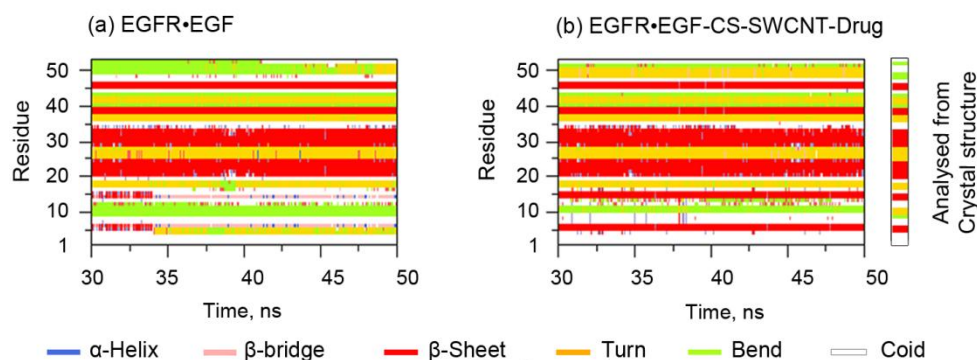 (a) EGFR•EGF
(b) EGFR•EGF-CS-SWCNT-Drug
Residue
50
40
30
20
10
1
30 35 40 45 50
Time, ns
Residue
50
40
30
20
10
1
30 35 40 45 50
Time, ns
Analysed from
Crystal structure
α-Helix β-bridge β-Sheet Turn Bend Coid